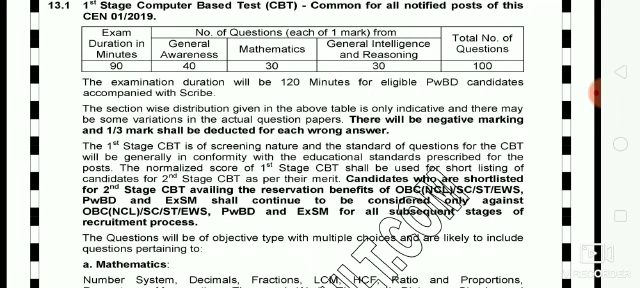 13.1 1st Stage Computer Based Test (CBT) - Common for all notified posts of this
CEN 01/2019.
Exam Duration in Minutes | No. of Questions (each of 1 mark) from | Total No. of Questions
General Awareness | Mathematics | General Intelligence and Reasoning
90 | 40 | 30 | 30 | 100
The examination duration will be 120 Minutes for eligible PwBD candidates
accompanied with Scribe.
The section wise distribution given in the above table is only indicative and there may
be some variations in the actual question papers. There will be negative marking
and 1/3 mark shall be deducted for each wrong answer.
The 1st Stage CBT is of screening nature and the standard of questions for the CBT
will be generally in conformity with the educational standards prescribed for the
posts. The normalized score of 1st Stage CBT shall be used for short listing of
candidates for 2nd Stage CBT as per their merit. Candidates who are shortlisted
for 2nd Stage CBT availing the reservation benefits of OBC(NCL)/SC/ST/EWS,
PwBD and ExSM shall continue to be considered only against
OBC(NCL)/SC/ST/EWS, PwBD and ExSM for all subsequent stages of
recruitment process.
The Questions will be of objective type with multiple choices and are likely to include
questions pertaining to:
a. Mathematics:
Number System, Decimals, Fractions, LCM, HCF, Ratio and Proportions,
LT.COM
RECORDER